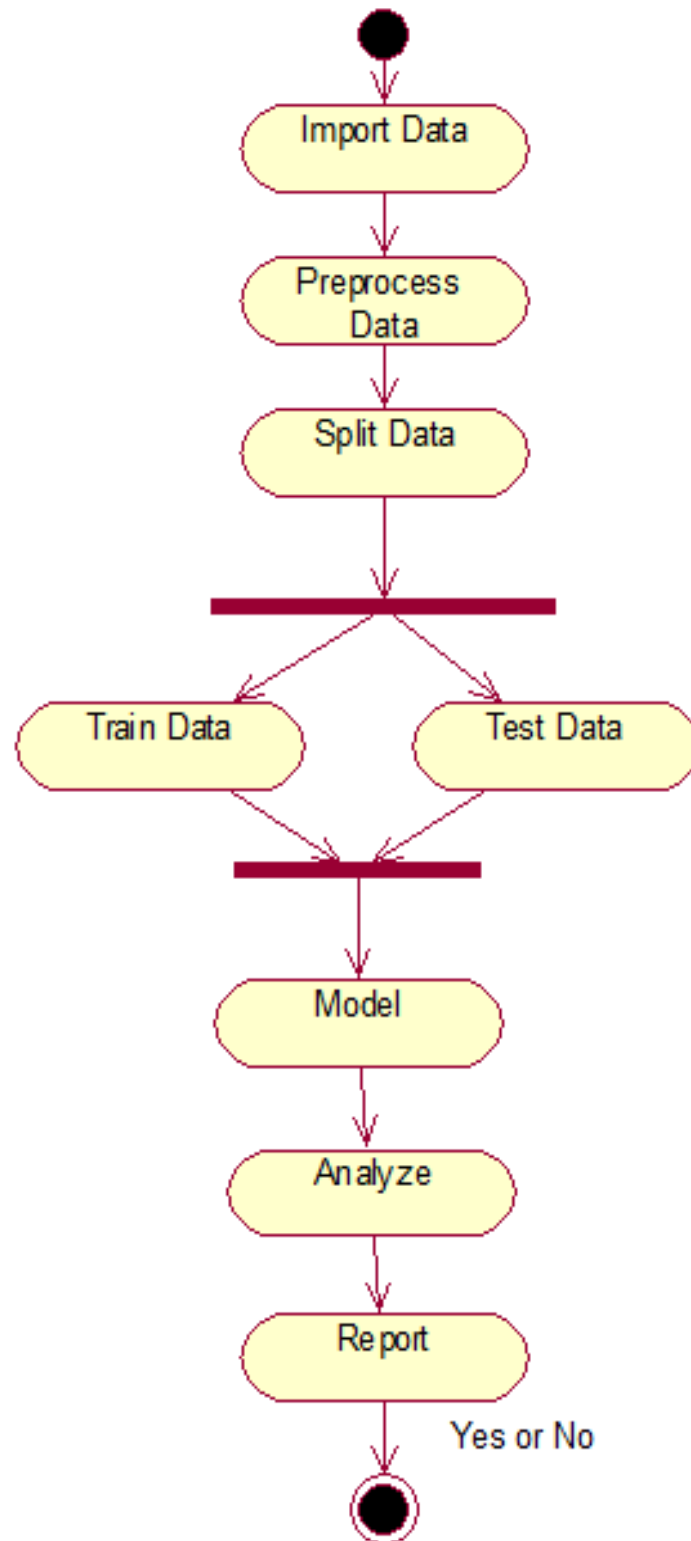 Import Data
Preprocess
Data
Split Data
Train Data
Test Data
Model
Analyze
Report
Yes or No